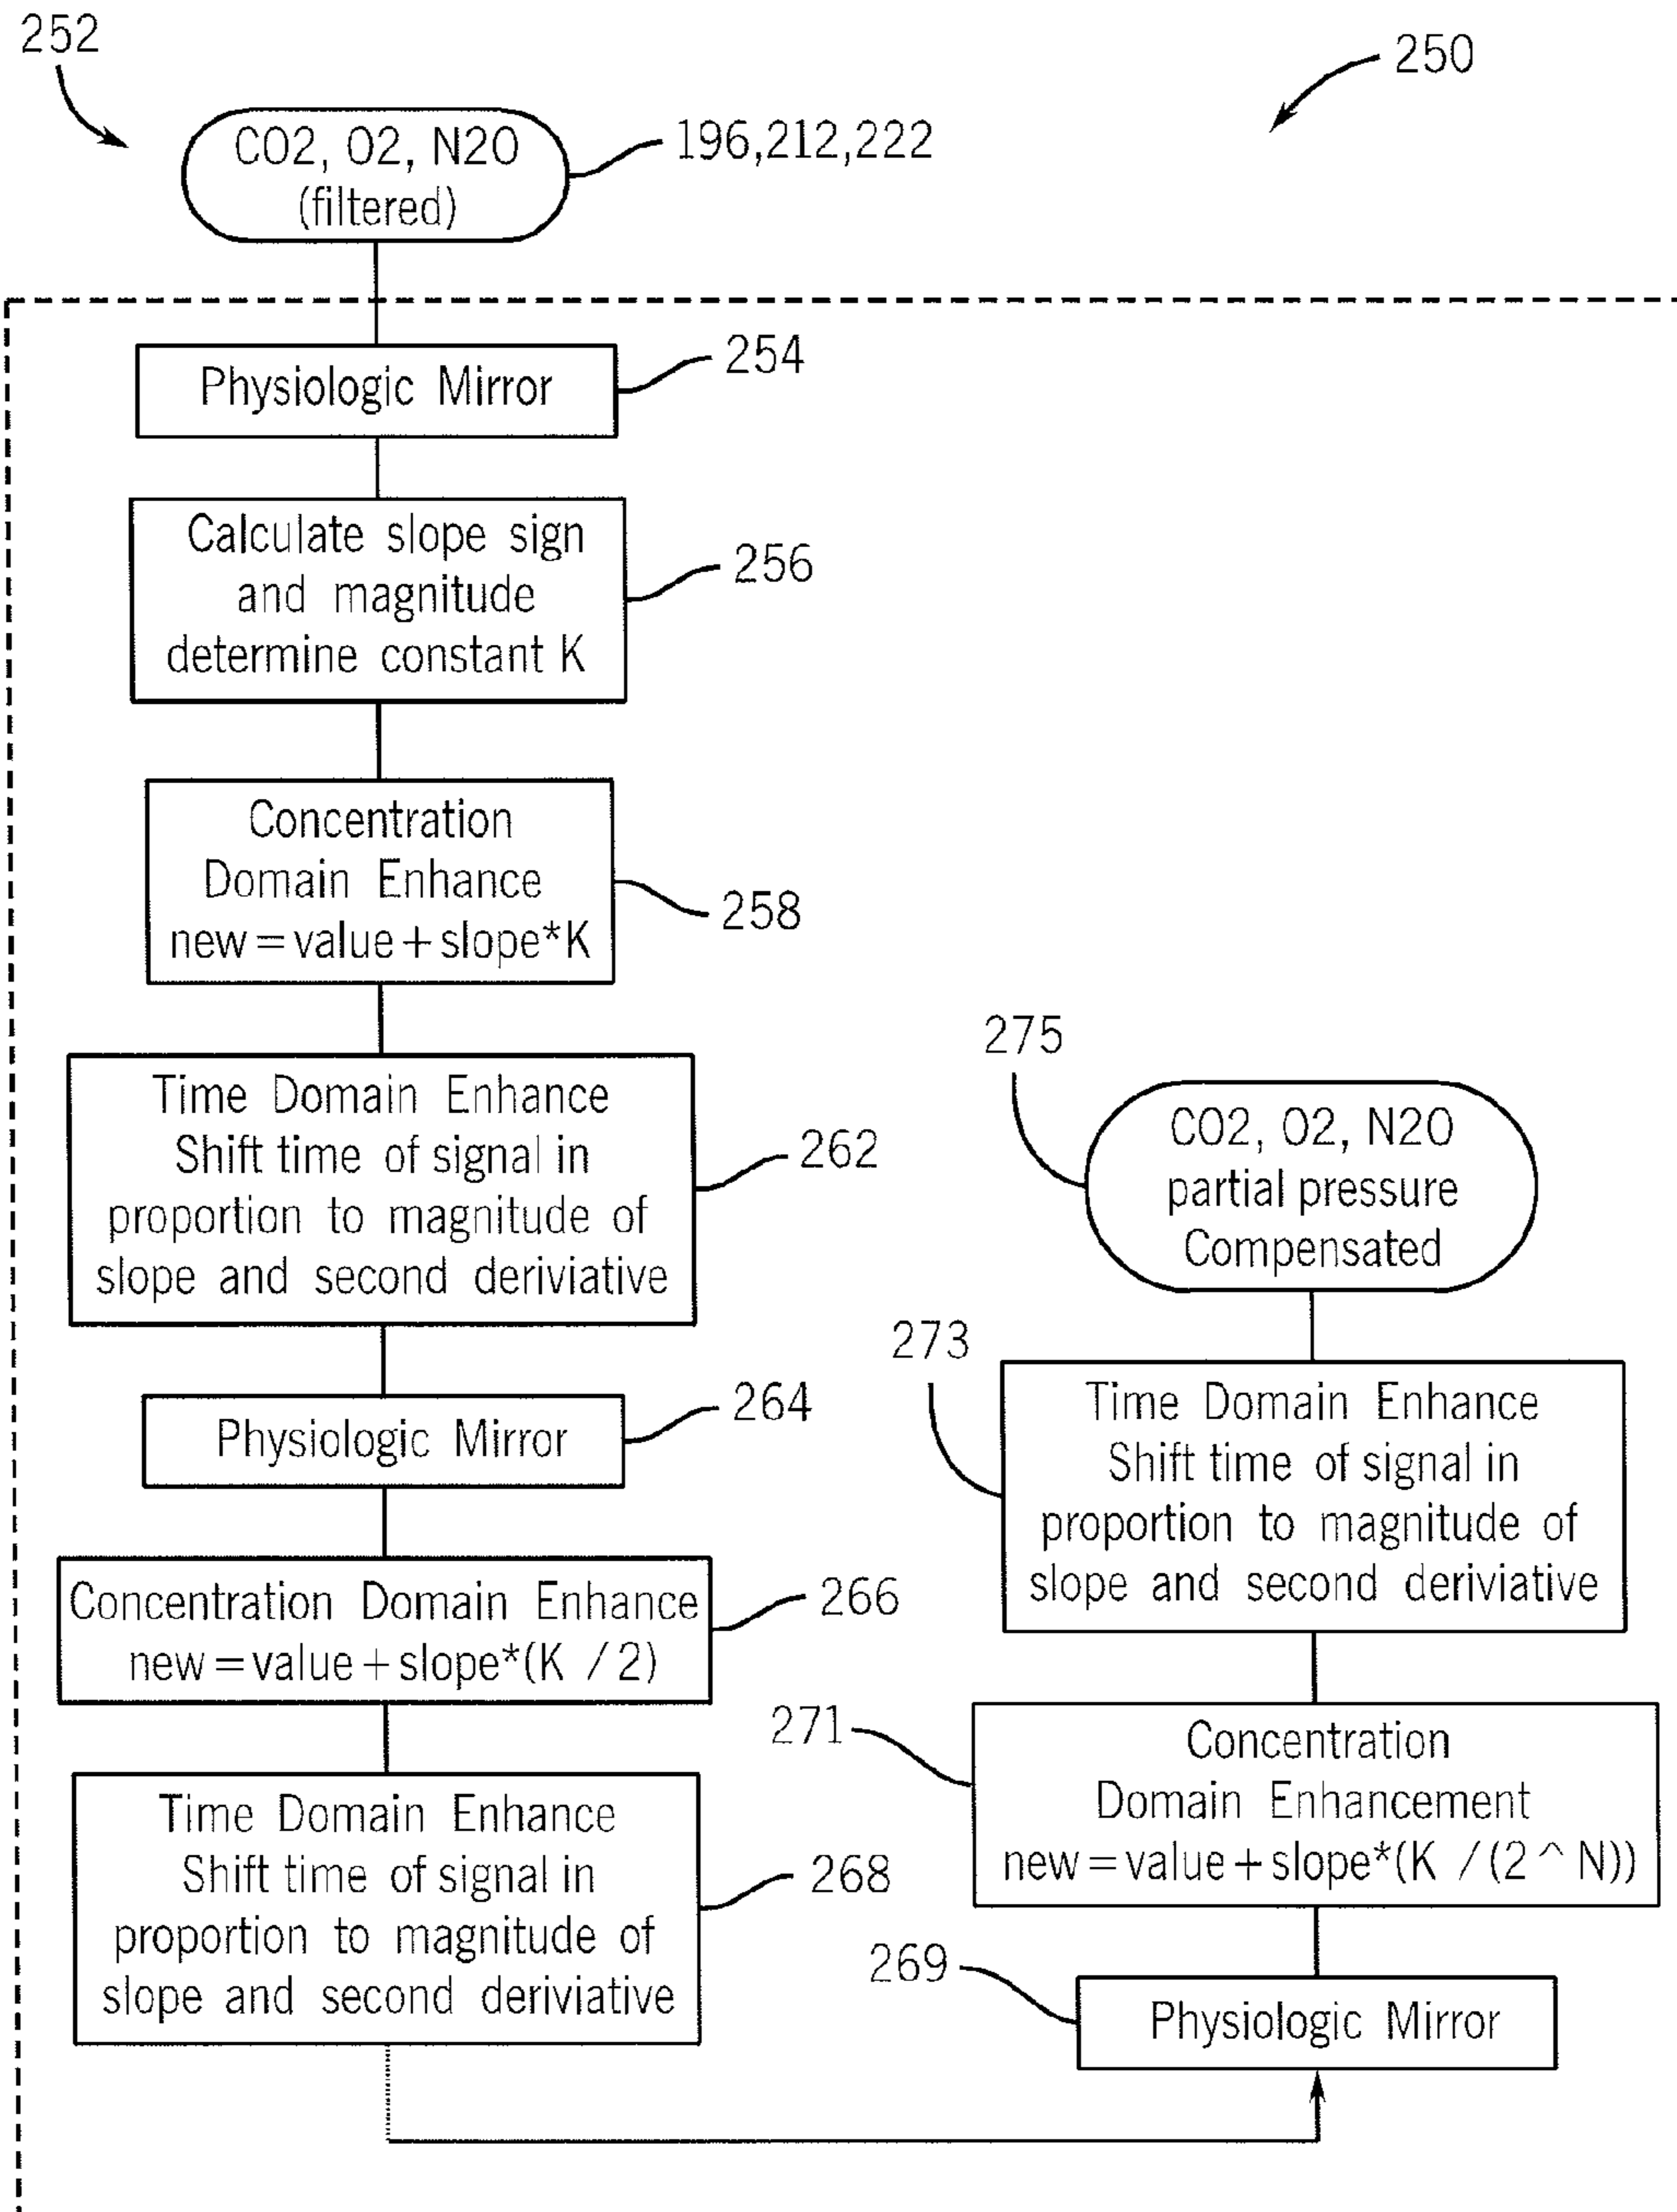 252
250
CO2, O2, N2O
(filtered)
196,212,222
Physiologic Mirror
254
Calculate slope sign
and magnitude
determine constant K
256
Concentration
Domain Enhance
new=value+slope*K
258
Time Domain Enhance
Shift time of signal in
proportion to magnitude of
slope and second deriviative
262
Physiologic Mirror
264
Concentration Domain Enhance
new=value+slope*(K /2)
266
Time Domain Enhance
Shift time of signal in
proportion to magnitude of
slope and second deriviative
268
275
CO2, O2, N2O
partial pressure
Compensated
273
Time Domain Enhance
Shift time of signal in
proportion to magnitude of
slope and second deriviative
271
Concentration
Domain Enhancement
new=value+slope*(K /(2^N))
269
Physiologic Mirror